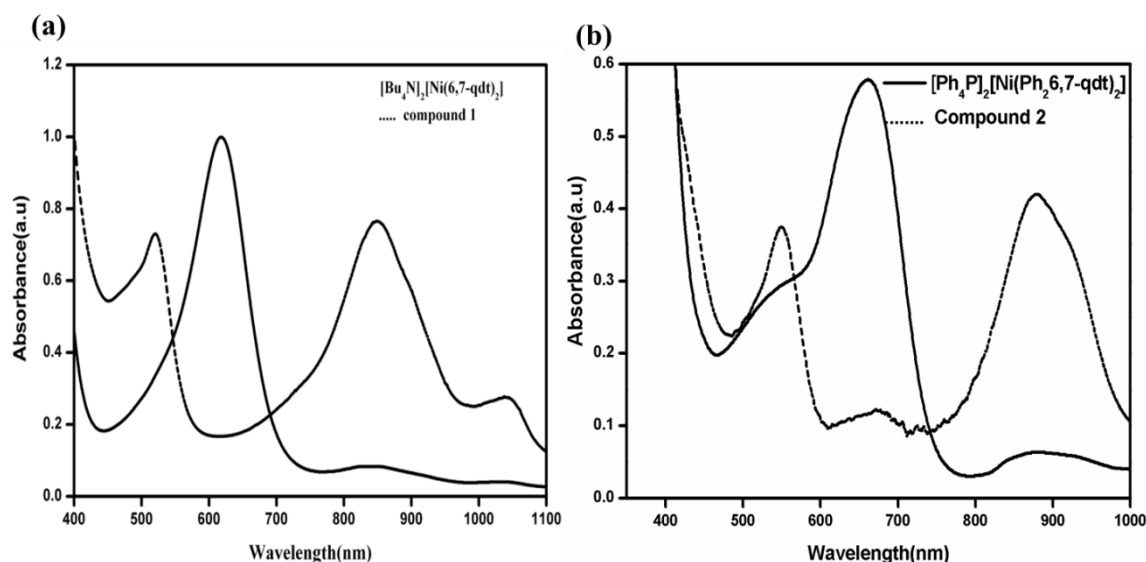 (a)
(b)
1.2
1.0
0.8
0.6
0.4
0.2
0.0
Absorbance(a.u)
[Bu4N]2[Ni(6,7-qdt)2]
..... compound 1
400 500 600 700 800 900 1000 1100
Wavelength(nm)
0.6
0.5
0.4
0.3
0.2
0.1
0.0
Absorbance(a.u)
[Ph4P]2[Ni(Ph26,7-qdt)2]
Compound 2
400 500 600 700 800 900 1000
Wavelength(nm)